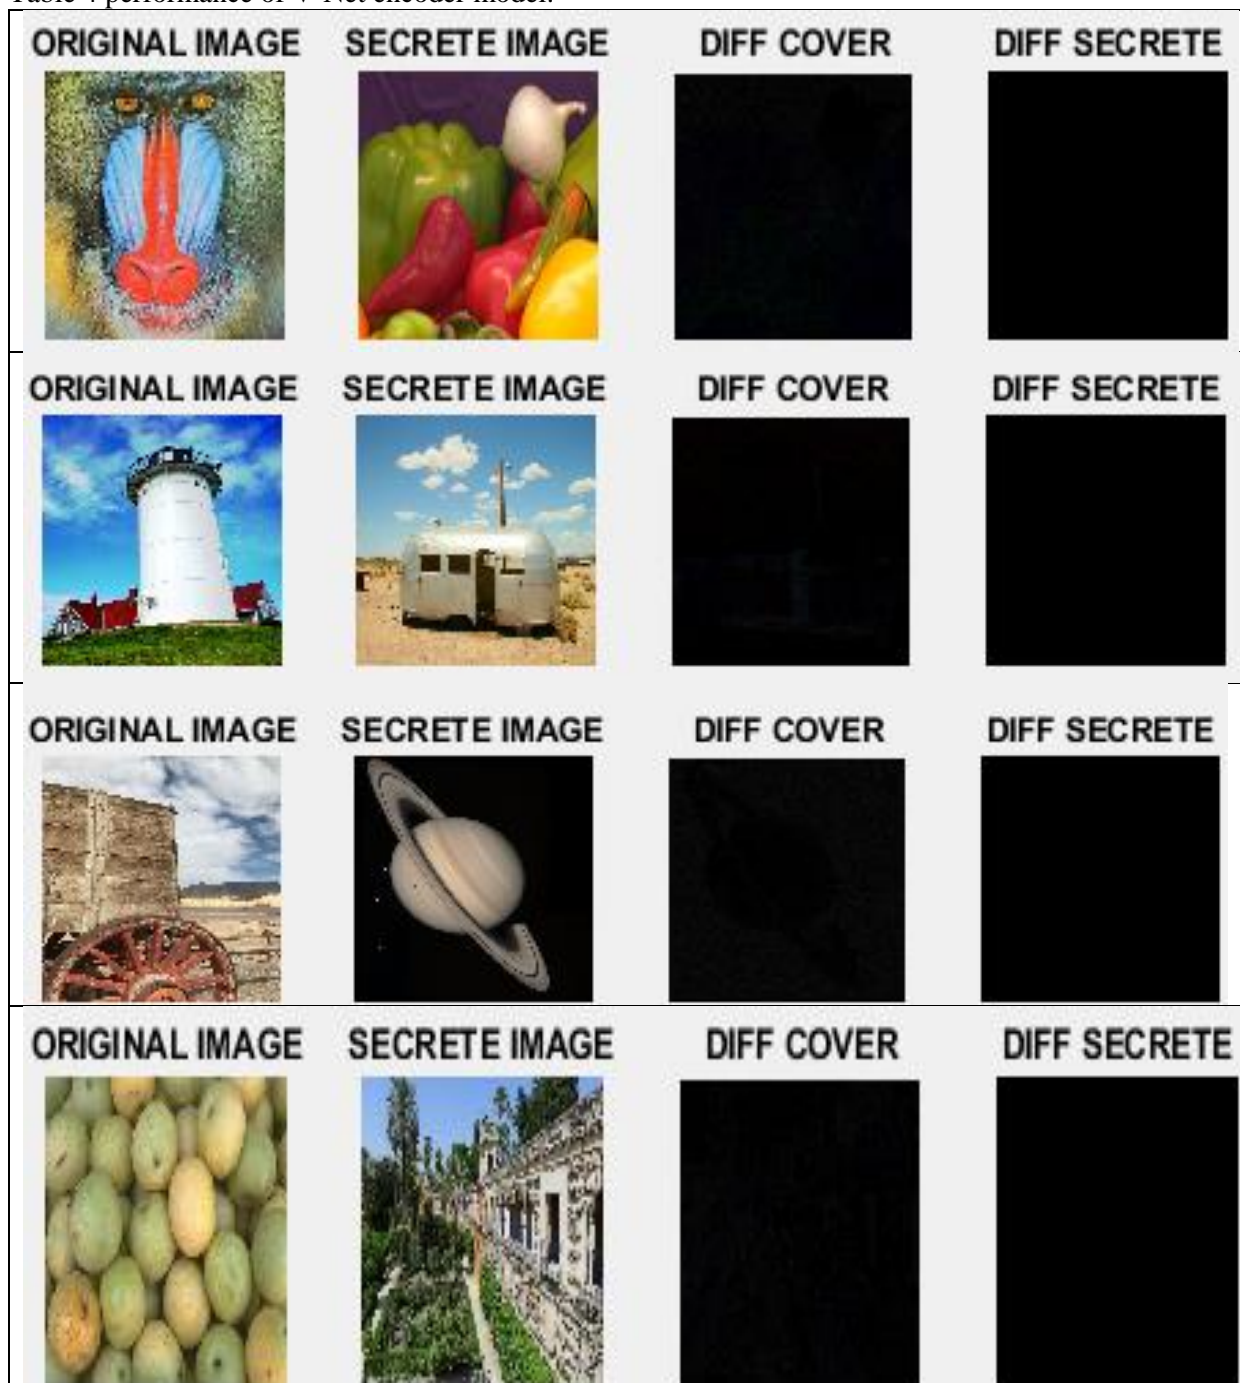 Table 4 performance of V-Net encoder model.
ORIGINAL IMAGE SECRETE IMAGE DIFF COVER DIFF SECRETE
ORIGINAL IMAGE SECRETE IMAGE DIFF COVER DIFF SECRETE
ORIGINAL IMAGE SECRETE IMAGE DIFF COVER DIFF SECRETE
ORIGINAL IMAGE SECRETE IMAGE DIFF COVER DIFF SECRETE